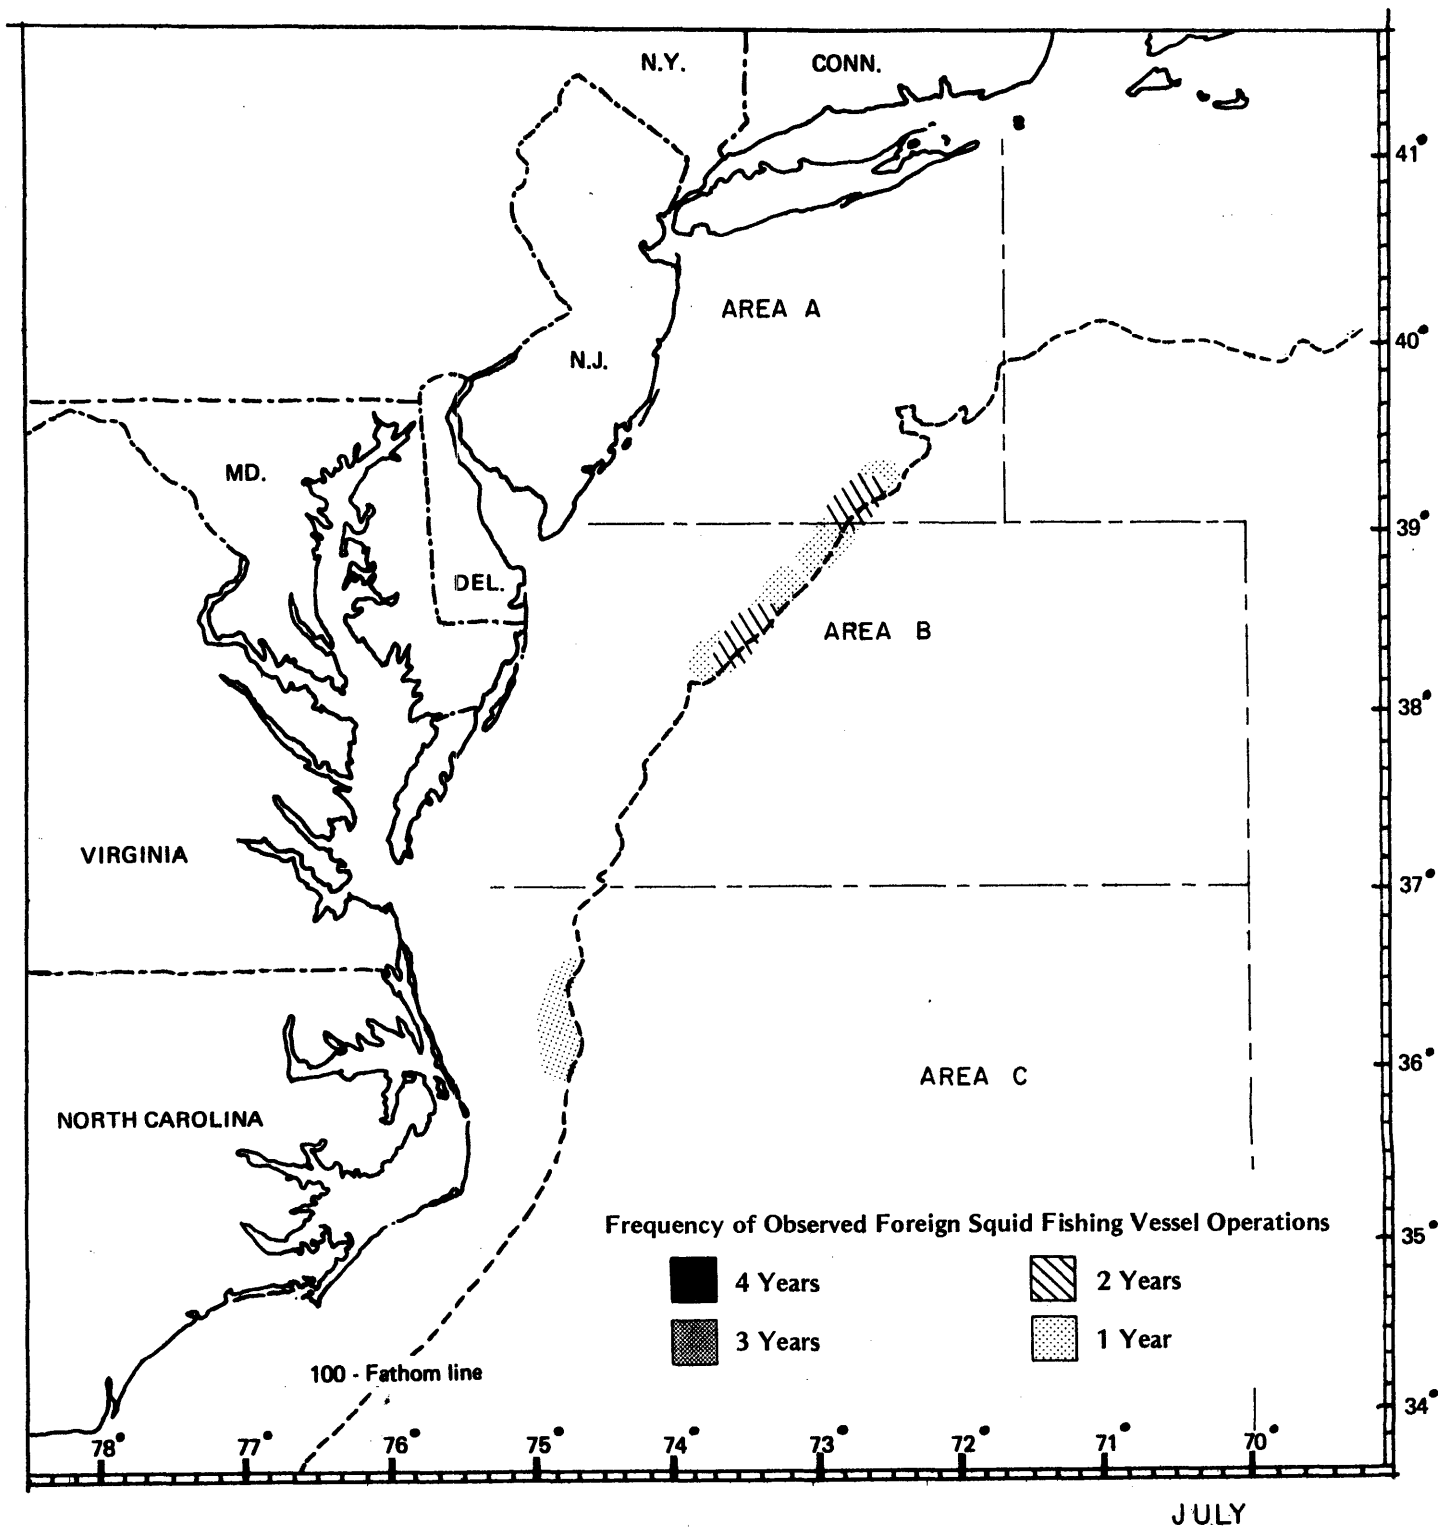 N.Y.
CONN.
41°
AREA A
40°
N.J.
MD.
39°
DEL.
AREA B
38°
VIRGINIA
37°
36°
AREA C
NORTH CAROLINA
Frequency of Observed Foreign Squid Fishing Vessel Operations
35°
4 Years
2 Years
3 Years
1 Year
100 - Fathom line
34°
78° 77° 76° 75° 74° 73° 72° 71° 70°
JULY